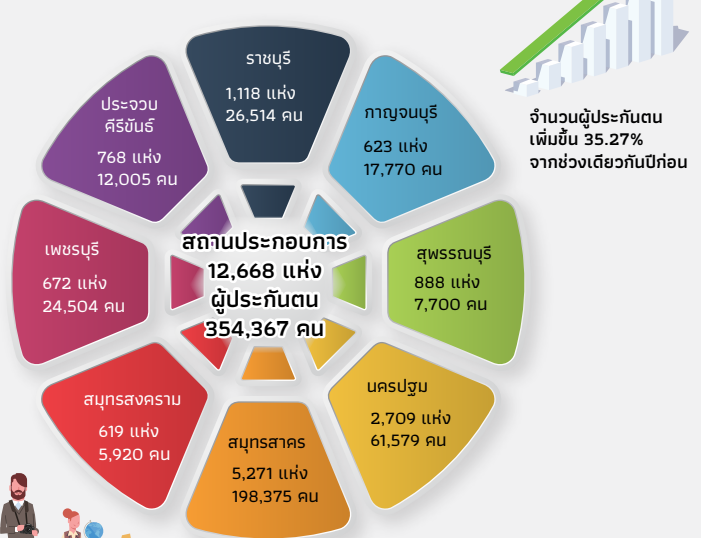 ราชบุรี
1,118 แห่ง
26,514 คน
กาญจนบุรี
623 แห่ง
17,770 คน
สุพรรณบุรี
888 แห่ง
7,700 คน
นครปฐม
2,709 แห่ง
61,579 คน
สมุทรสาคร
5,271 แห่ง
198,375 คน
สมุทรสงคราม
619 แห่ง
5,920 คน
เพชรบุรี
672 แห่ง
24,504 คน
ประจวบ
คีรีขันธ์
768 แห่ง
12,005 คน
สถานประกอบการ
12,668 แห่ง
ผู้ประกันตน
354,367 คน
จำนวนผู้ประกันตน
เพิ่มขึ้น 35.27%
จากช่วงเดียวกันปีก่อน